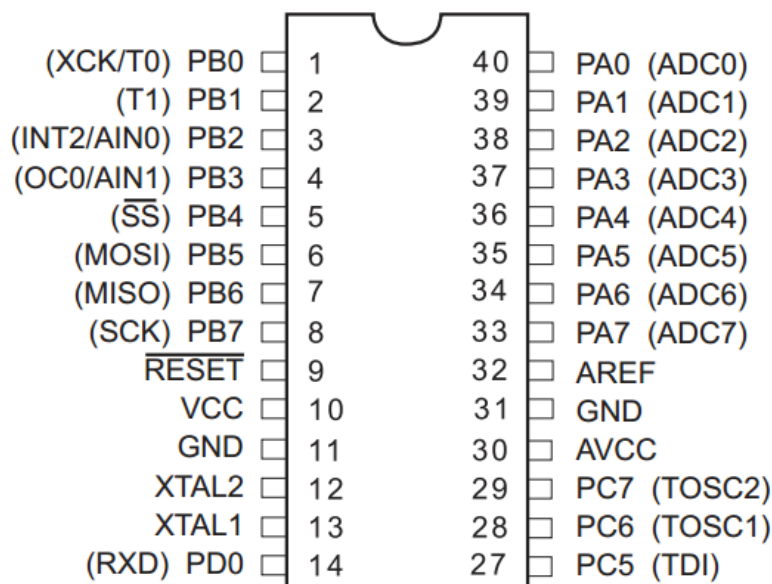 (XCK/T0) PB0 1 40 PA0 (ADC0)
(T1) PB1 2 39 PA1 (ADC1)
(INT2/AIN0) PB2 3 38 PA2 (ADC2)
(OC0/AIN1) PB3 4 37 PA3 (ADC3)
(S̅S̅) PB4 5 36 PA4 (ADC4)
(MOSI) PB5 6 35 PA5 (ADC5)
(MISO) PB6 7 34 PA6 (ADC6)
(SCK) PB7 8 33 PA7 (ADC7)
R̅E̅S̅E̅T̅ 9 32 AREF
VCC 10 31 GND
GND 11 30 AVCC
XTAL2 12 29 PC7 (TOSC2)
XTAL1 13 28 PC6 (TOSC1)
(RXD) PD0 14 27 PC5 (TDI)